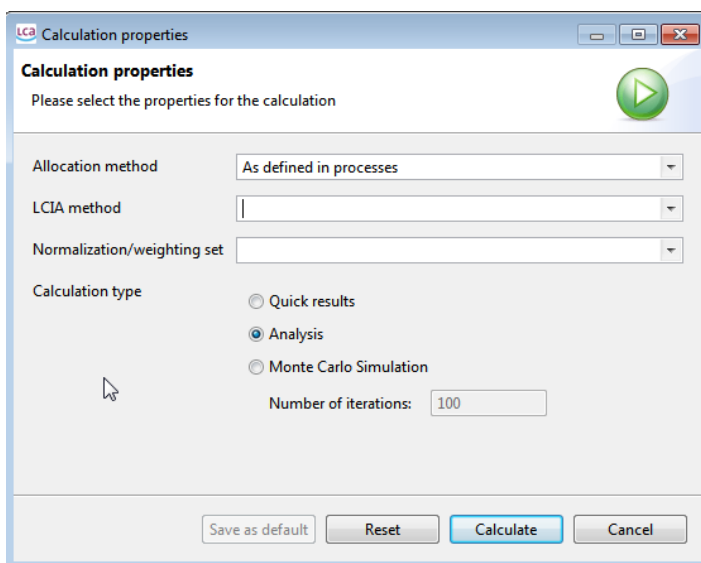 LCa Calculation properties
Calculation properties
Please select the properties for the calculation
Allocation method As defined in processes
LCIA method
Normalization/weighting set
Calculation type
Quick results
Analysis
Monte Carlo Simulation
Number of iterations: 100
Save as default Reset Calculate Cancel